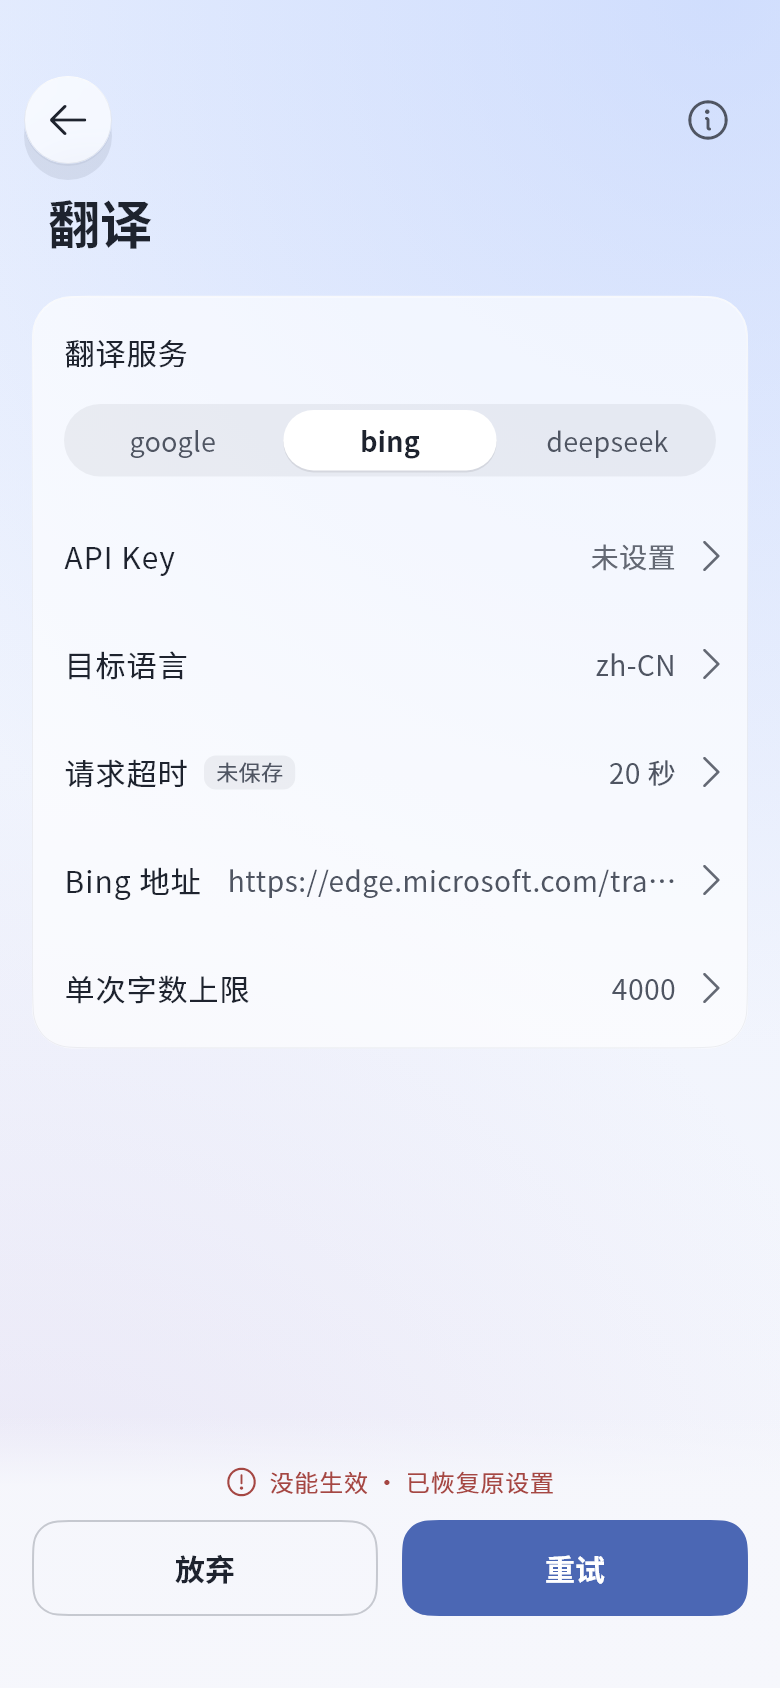 翻译
翻译服务
google
bing
deepseek
API Key
未设置
目标语言
zh-CN
请求超时
未保存
20 秒
Bing 地址
https://edge.microsoft.com/tra…
单次字数上限
4000
没能生效 · 已恢复原设置
放弃
重试